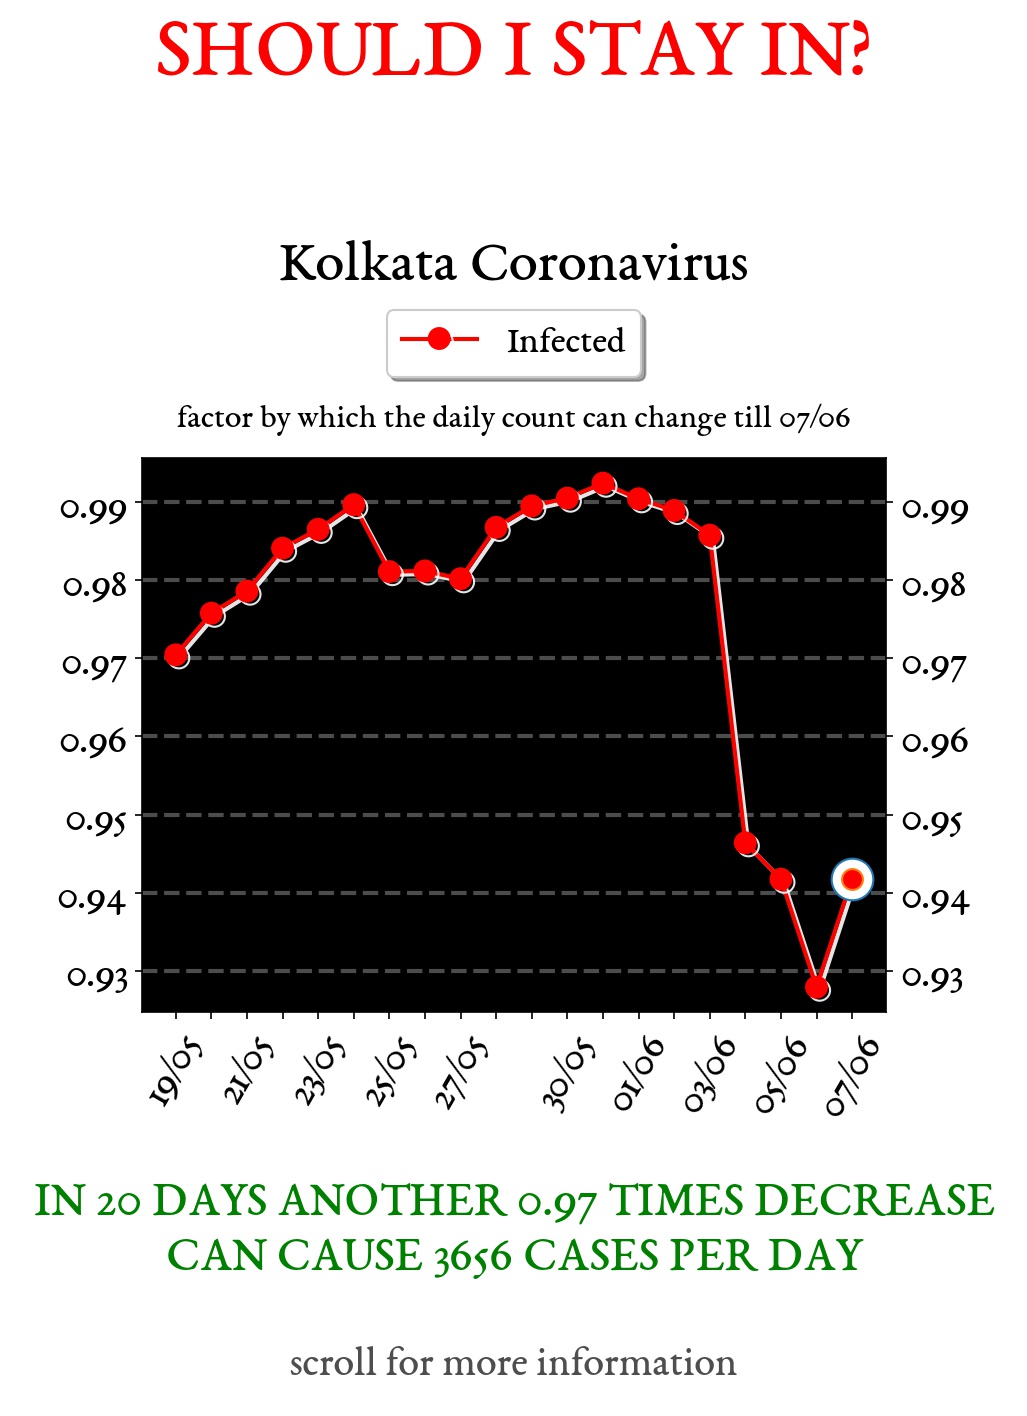 SHOULD I STAY IN?
Kolkata Coronavirus
Infected
factor by which the daily count can change till 07/06
0.99 0.99
0.98 0.98
0.97 0.97
0.96 0.96
0.95 0.95
0.94 0.94
0.93 0.93
19/05 21/05 23/05 25/05 27/05 30/05 01/06 03/06 05/06 07/06
IN 20 DAYS ANOTHER 0.97 TIMES DECREASE
CAN CAUSE 3656 CASES PER DAY
scroll for more information